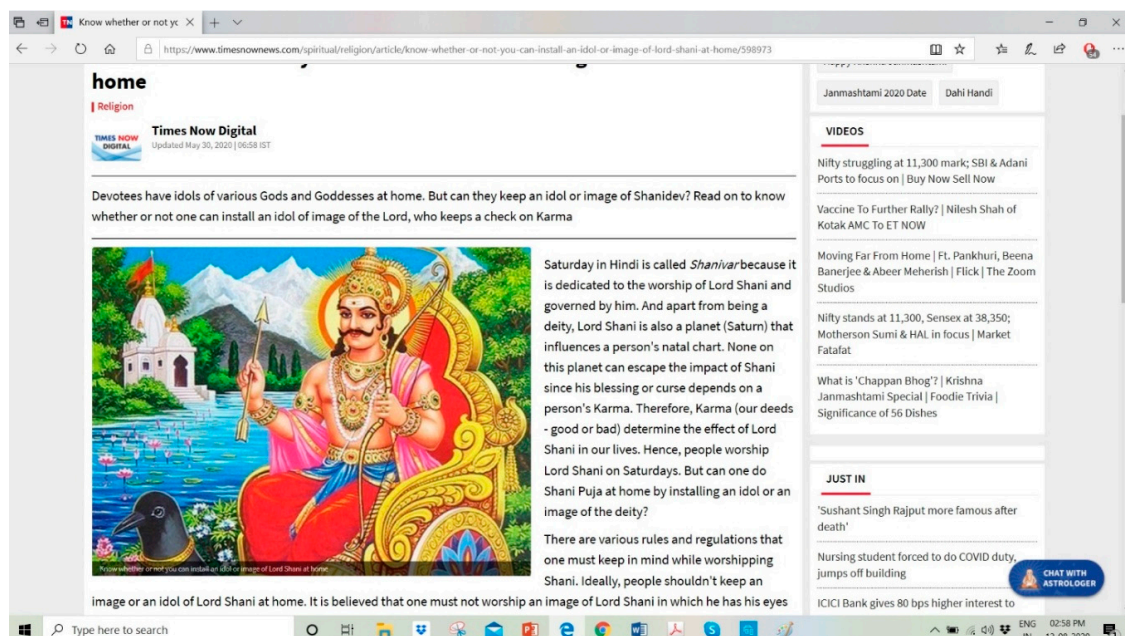 Know whether or not yc
https://www.timesnownews.com/spiritual/religion/article/know-whether-or-not-you-can-install-an-idol-or-image-of-lord-shani-at-home/598973
home
Religion
TIMES NOW
DIGITAL
Times Now Digital
Updated May 30, 2020 | 06:58 IST
Devotees have idols of various Gods and Goddesses at home. But can they keep an idol or image of Shanidev? Read on to know
whether or not one can install an idol of image of the Lord, who keeps a check on Karma
Know whether or not you can install an idol or image of Lord Shani at home
Saturday in Hindi is called Shanivar because it
is dedicated to the worship of Lord Shani and
governed by him. And apart from being a
deity, Lord Shani is also a planet (Saturn) that
influences a person's natal chart. None on
this planet can escape the impact of Shani
since his blessing or curse depends on a
person's Karma. Therefore, Karma (our deeds
- good or bad) determine the effect of Lord
Shani in our lives. Hence, people worship
Lord Shani on Saturdays. But can one do
Shani Puja at home by installing an idol or an
image of the deity?
There are various rules and regulations that
one must keep in mind while worshipping
Shani. Ideally, people shouldn't keep an
image or an idol of Lord Shani at home. It is believed that one must not worship an image of Lord Shani in which he has his eyes
Janmashtami 2020 Date
Dahi Handi
VIDEOS
Nifty struggling at 11,300 mark; SBI & Adani
Ports to focus on | Buy Now Sell Now
Vaccine To Further Rally? | Nilesh Shah of
Kotak AMC To ET NOW
Moving Far From Home | Ft. Pankhuri, Beena
Banerjee & Abeer Meherish | Flick | The Zoom
Studios
Nifty stands at 11,300, Sensex at 38,350;
Motherson Sumi & HAL in focus | Market
Fatafat
What is 'Chappan Bhog'? | Krishna
Janmashtami Special | Foodie Trivia |
Significance of 56 Dishes
JUST IN
'Sushant Singh Rajput more famous after
death'
Nursing student forced to do COVID duty,
jumps off building
ICICI Bank gives 80 bps higher interest to
CHAT WITH
ASTROLOGER
Type here to search
ENG
02:58 PM